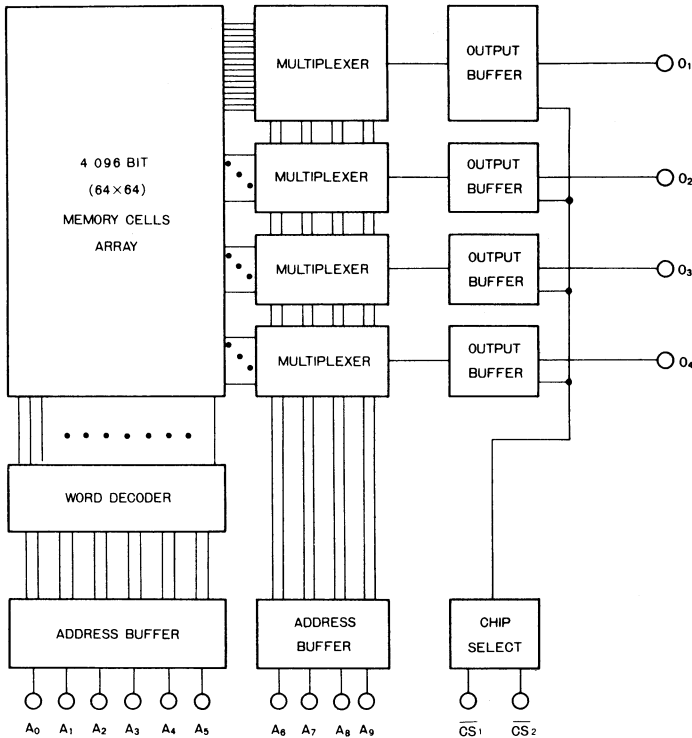 MULTIPLEXER
OUTPUT
BUFFER
O₁
4 096 BIT
(64×64)
MEMORY CELLS
ARRAY
MULTIPLEXER
OUTPUT
BUFFER
O₂
MULTIPLEXER
OUTPUT
BUFFER
O₃
MULTIPLEXER
OUTPUT
BUFFER
O₄
WORD DECODER
ADDRESS BUFFER
ADDRESS
BUFFER
CHIP
SELECT
A₀ A₁ A₂ A₃ A₄ A₅ A₆ A₇ A₈ A₉ C̅S̅₁ C̅S̅₂